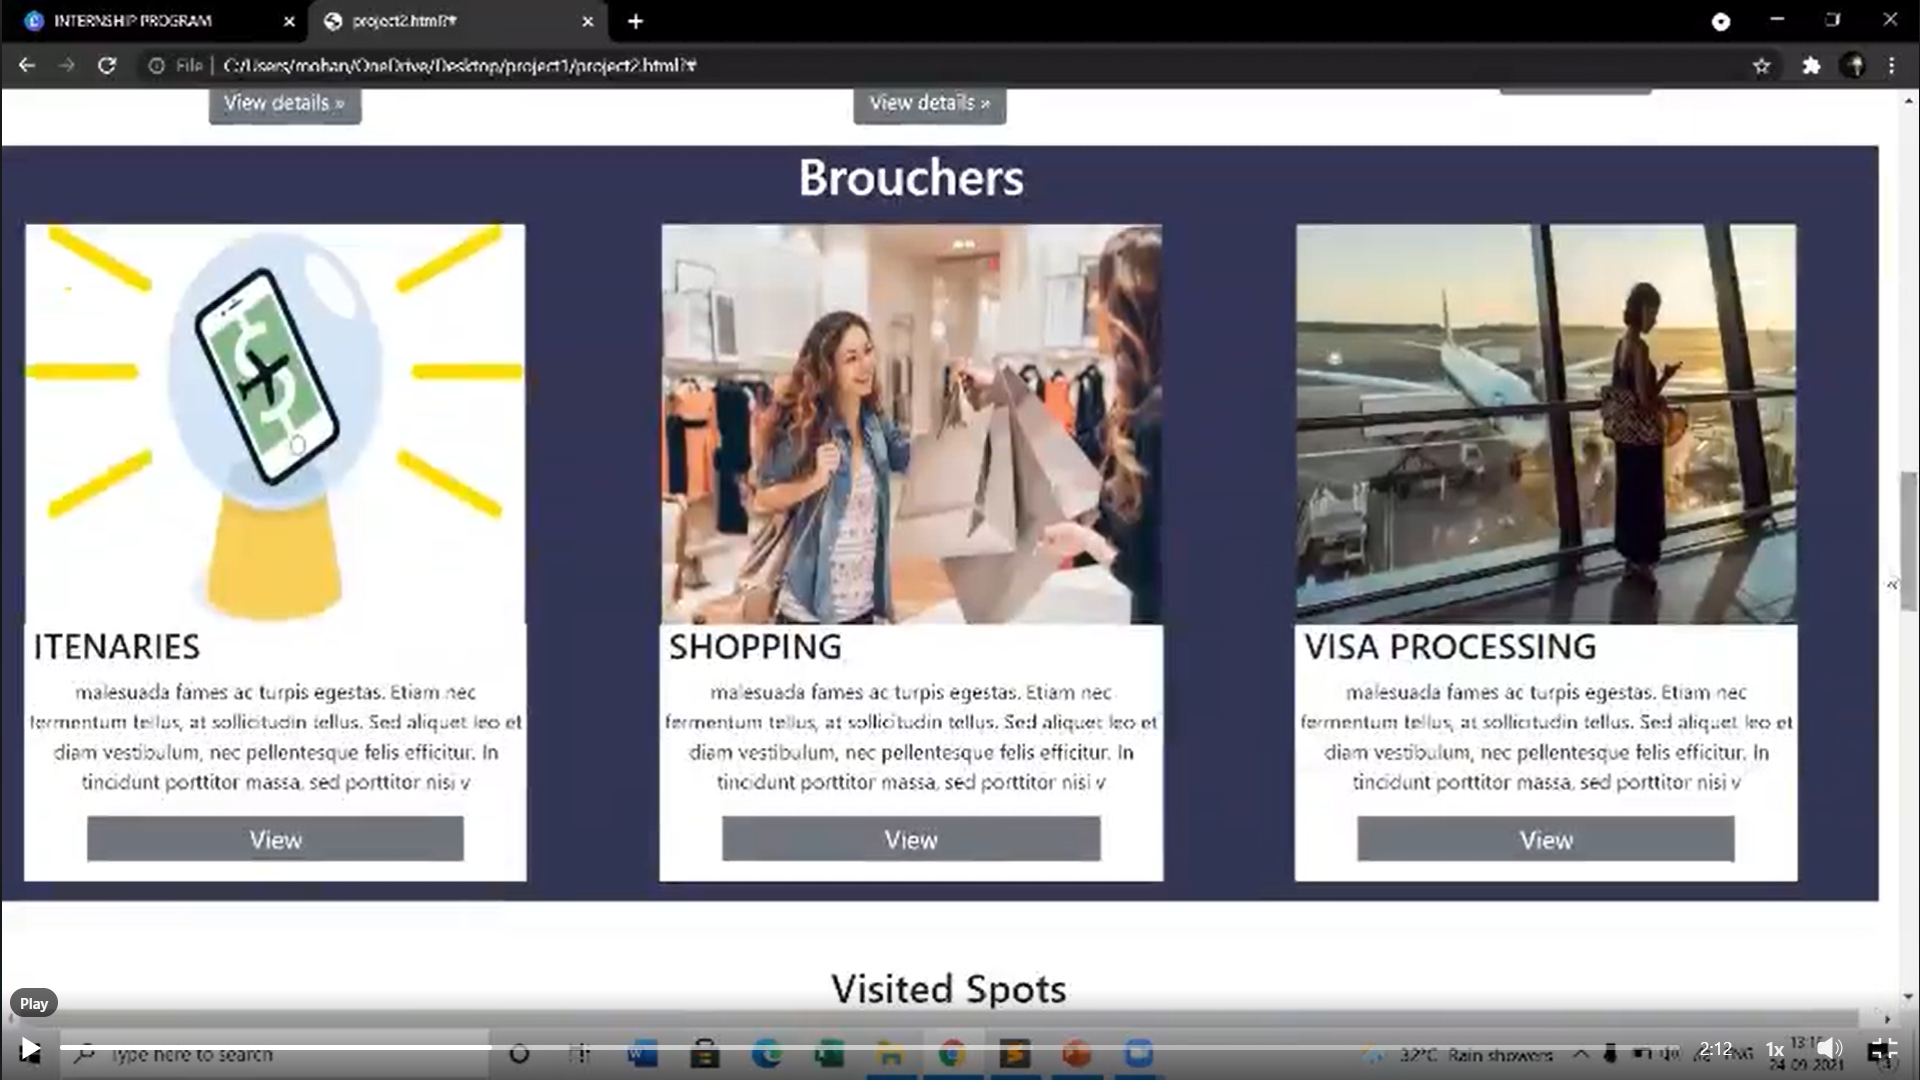 INTERNSHIP PROGRAM
project2.html?#
File | C:/Users/mohan/OneDrive/Desktop/project1/project2.html?#
View details »
View details »
Brouchers
ITENARIES
malesuada fames ac turpis egestas. Etiam nec
fermentum tellus, at sollicitudin tellus. Sed aliquet leo et
diam vestibulum, nec pellentesque felis efficitur. In
tincidunt porttitor massa, sed porttitor nisi v
View
SHOPPING
malesuada fames ac turpis egestas. Etiam nec
fermentum tellus, at sollicitudin tellus. Sed aliquet leo et
diam vestibulum, nec pellentesque felis efficitur. In
tincidunt porttitor massa, sed porttitor nisi v
View
VISA PROCESSING
malesuada fames ac turpis egestas. Etiam nec
fermentum tellus, at sollicitudin tellus. Sed aliquet leo et
diam vestibulum, nec pellentesque felis efficitur. In
tincidunt porttitor massa, sed porttitor nisi v
View
Visited Spots
Play
Type here to search
32°C Rain showers
2:12
1x
ENG
24-09-2021